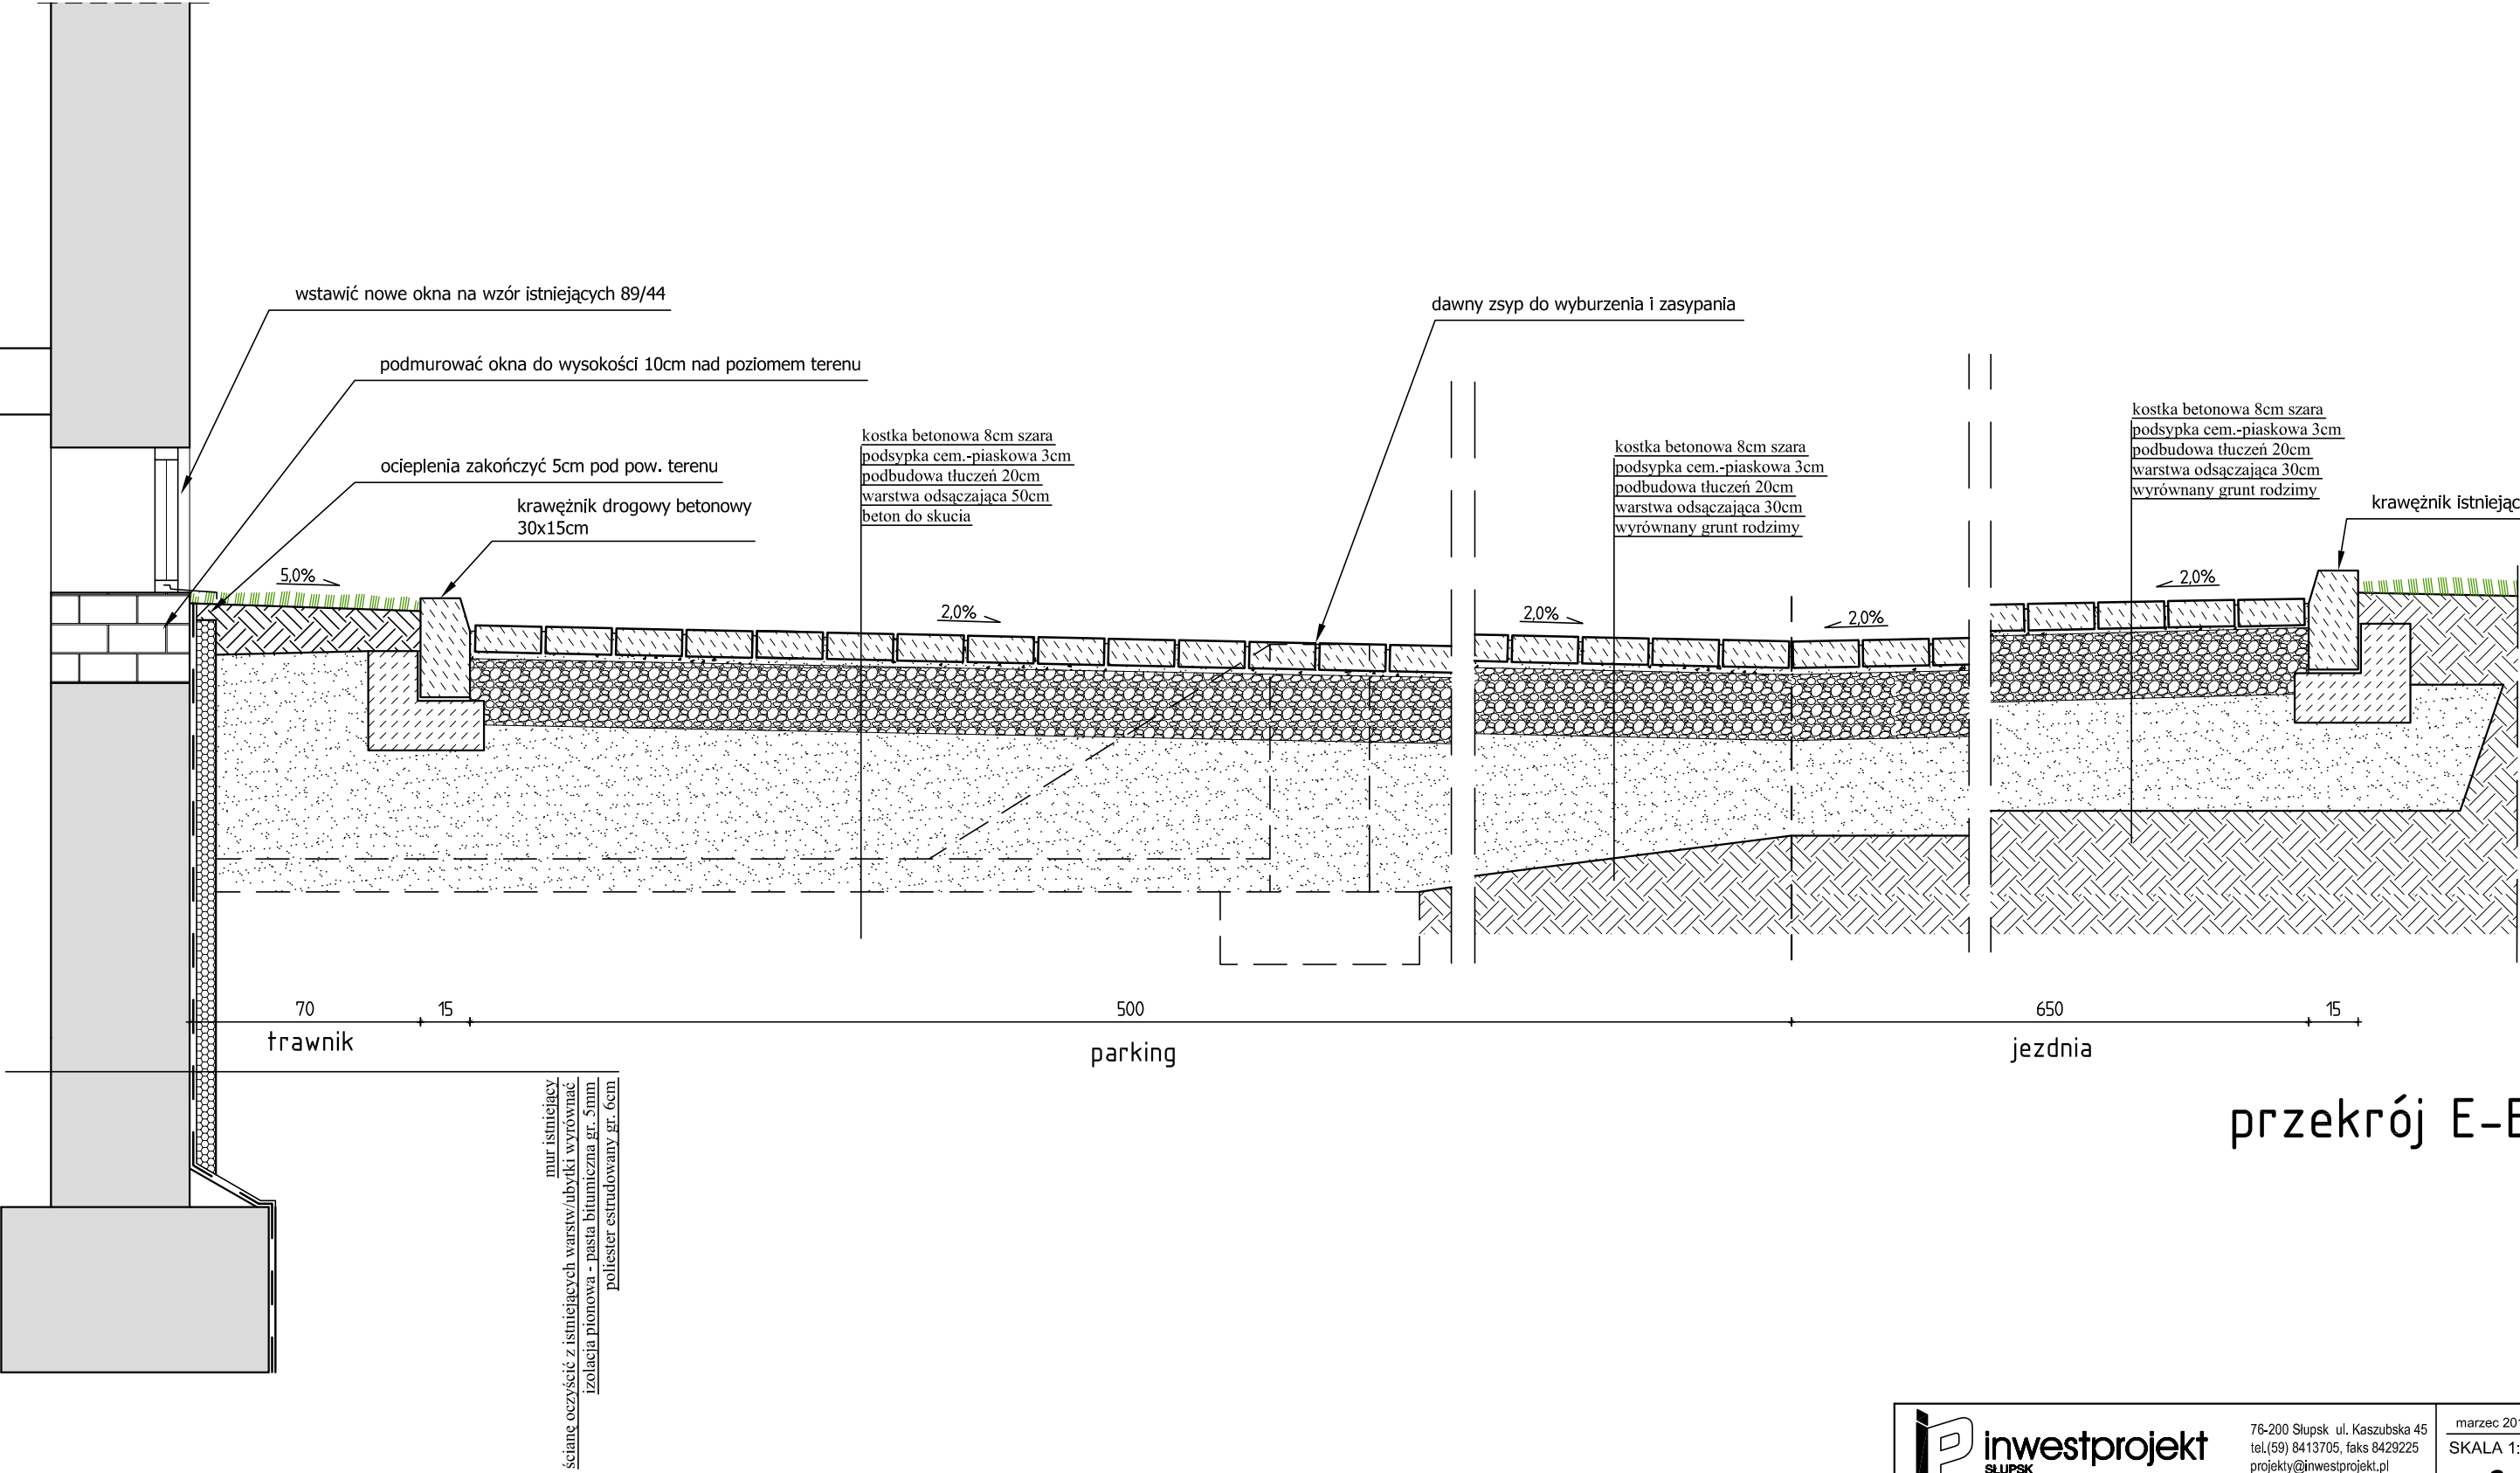 wstawić nowe okna na wzór istniejących 89/44
dawny zsyp do wyburzenia i zasypania
podmurować okna do wysokości 10cm nad poziomem terenu
ocieplenia zakończyć 5cm pod pow. terenu
krawężnik drogowy betonowy
30x15cm
kostka betonowa 8cm szara
podsypka cem.-piaskowa 3cm
podbudowa tłuczeń 20cm
warstwa odsączająca 50cm
beton do skucia
kostka betonowa 8cm szara
podsypka cem.-piaskowa 3cm
podbudowa tłuczeń 20cm
warstwa odsączająca 30cm
wyrównany grunt rodzimy
kostka betonowa 8cm szara
podsypka cem.-piaskowa 3cm
podbudowa tłuczeń 20cm
warstwa odsączająca 30cm
wyrównany grunt rodzimy
krawężnik istniejąc
5,0%
2,0%
2,0%
2,0%
2,0%
70
15
500
650
15
trawnik
parking
jezdnia
mur istniejący
ścianę oczyścić z istniejących warstw/ubytki wyrównać
izolacja pionowa - pasta bitumiczna gr. 5mm
poliester estrudowany gr. 6cm
przekrój E-E
inwestprojekt
SŁUPSK
76-200 Słupsk ul. Kaszubska 45
tel.(59) 8413705, faks 8429225
projekty@inwestprojekt.pl
marzec 201
SKALA 1: